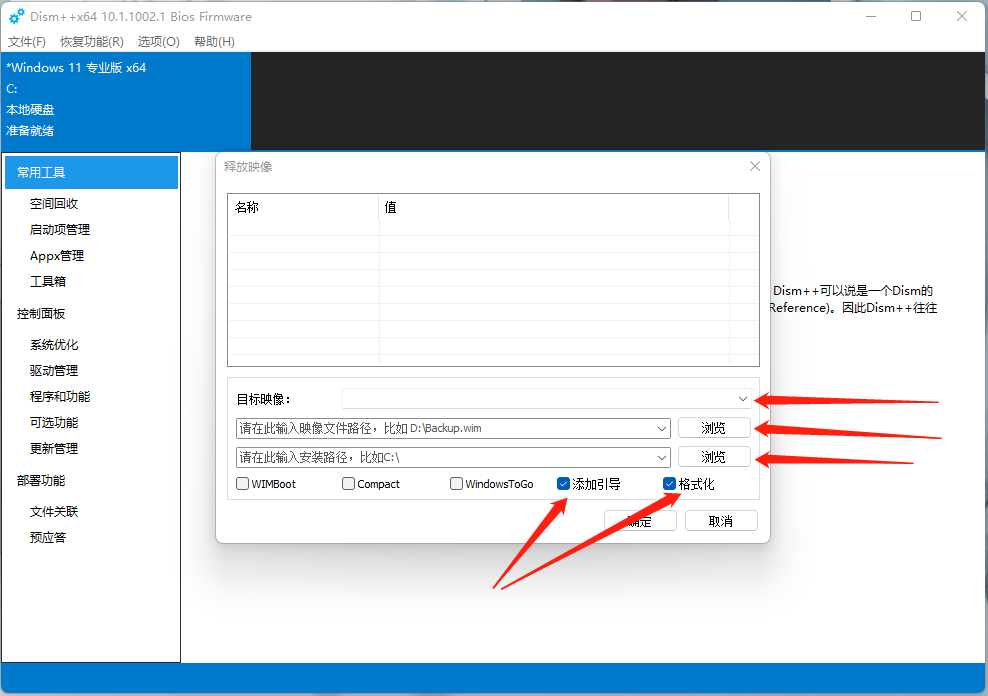 Dism++x64 10.1.1002.1 Bios Firmware
文件(F) 恢复功能(R) 选项(O) 帮助(H)
*Windows 11 专业版 x64
C:
本地硬盘
准备就绪
常用工具
空间回收
启动项管理
Appx管理
工具箱
控制面板
系统优化
驱动管理
程序和功能
可选功能
更新管理
部署功能
文件关联
预应答
释放映像
名称 值
Dism++可以说是一个Dism的
Reference)。因此Dism++往往
目标映像：
请在此输入映像文件路径，比如 D:\Backup.wim 浏览
请在此输入安装路径，比如C:\ 浏览
WIMBoot Compact WindowsToGo 添加引导 格式化
确定 取消